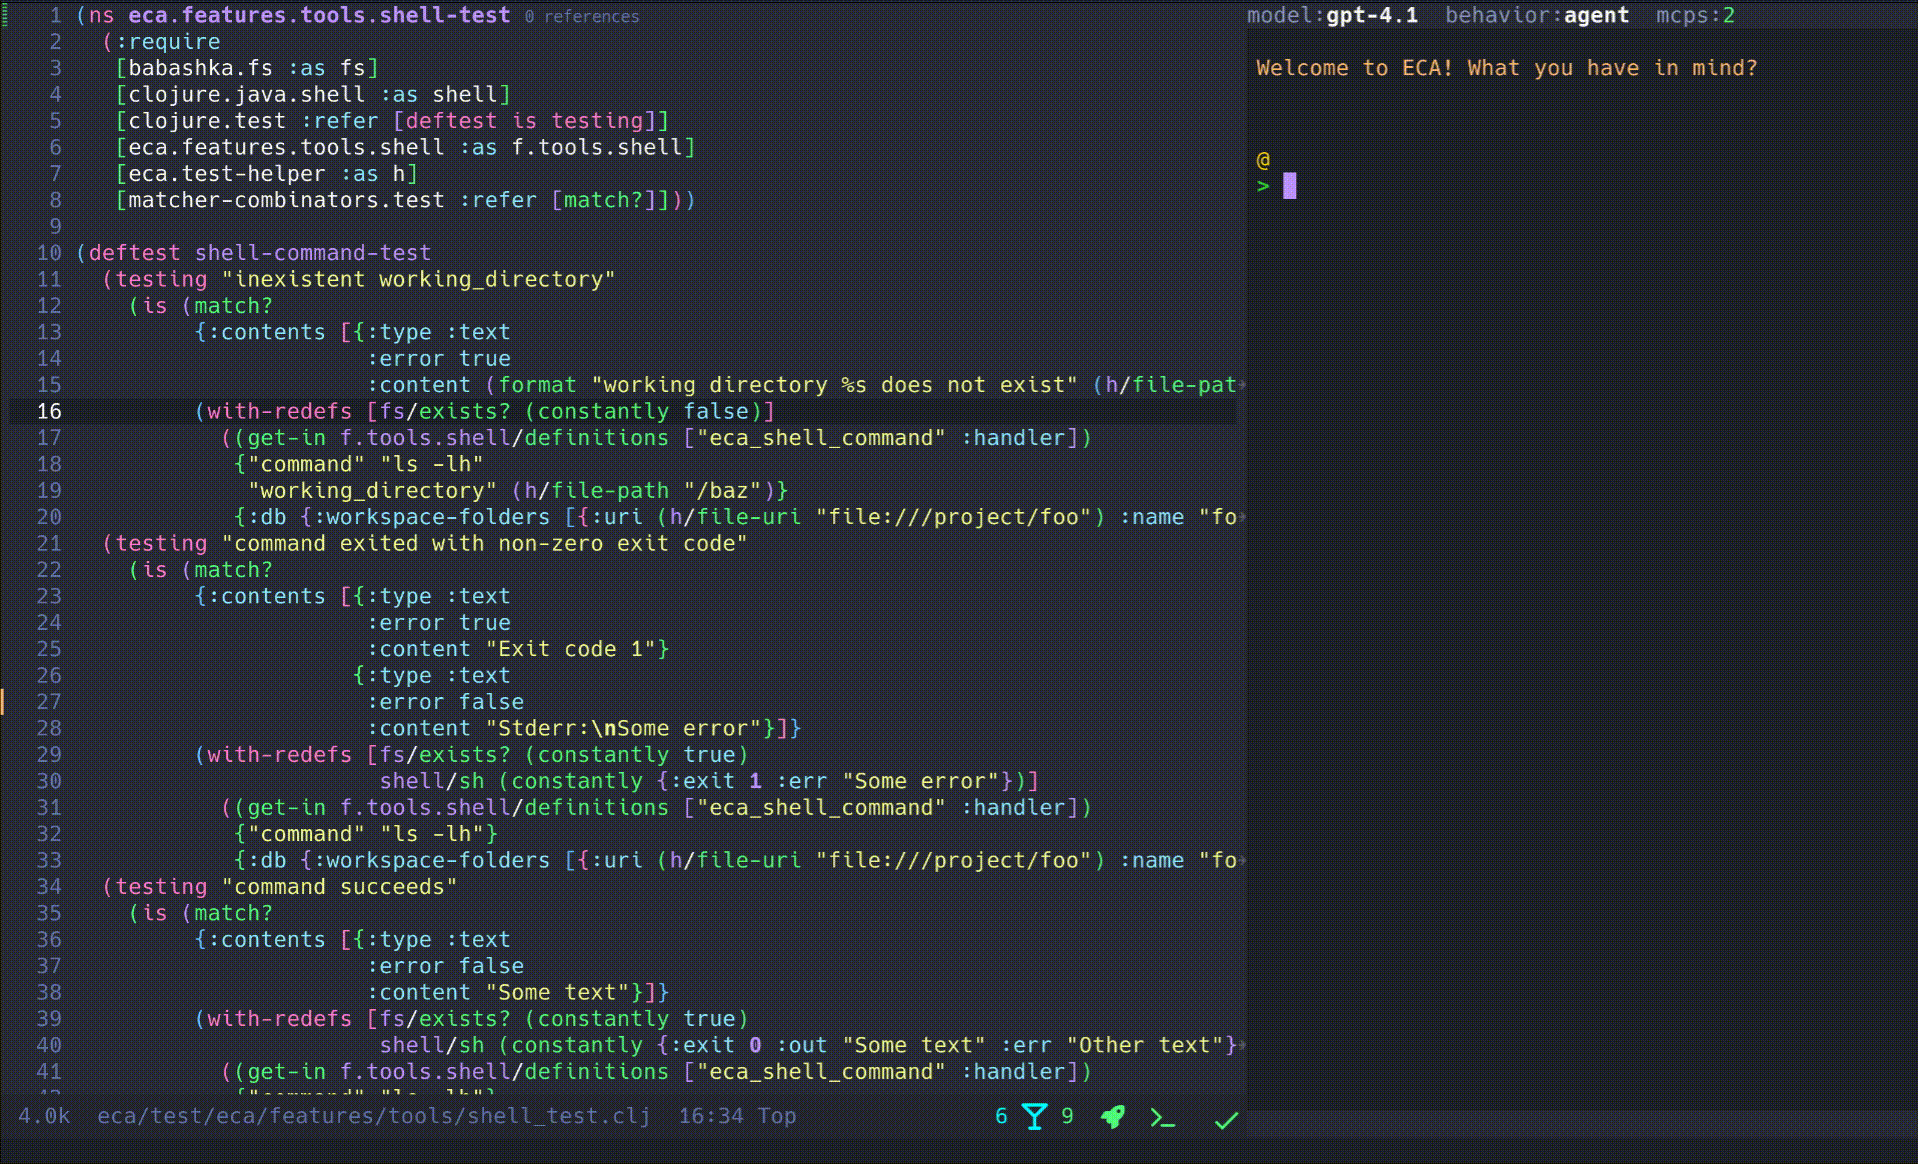 1 (ns eca.features.tools.shell-test 0 references
2   (:require
3    [babashka.fs :as fs]
4    [clojure.java.shell :as shell]
5    [clojure.test :refer [deftest is testing]]
6    [eca.features.tools.shell :as f.tools.shell]
7    [eca.test-helper :as h]
8    [matcher-combinators.test :refer [match?]]))
9
10 (deftest shell-command-test
11   (testing "inexistent working_directory"
12     (is (match?
13          {:contents [{:type :text
14                       :error true
15                       :content (format "working directory %s does not exist" (h/file-pat
16          (with-redefs [fs/exists? (constantly false)]
17            ((get-in f.tools.shell/definitions ["eca_shell_command" :handler])
18             {"command" "ls -lh"
19              "working_directory" (h/file-path "/baz")}
20             {:db {:workspace-folders [{:uri (h/file-uri "file:///project/foo") :name "fo
21   (testing "command exited with non-zero exit code"
22     (is (match?
23          {:contents [{:type :text
24                       :error true
25                       :content "Exit code 1"}
26                      {:type :text
27                       :error false
28                       :content "Stderr:\nSome error"}]}
29          (with-redefs [fs/exists? (constantly true)
30                        shell/sh (constantly {:exit 1 :err "Some error"})]
31            ((get-in f.tools.shell/definitions ["eca_shell_command" :handler])
32             {"command" "ls -lh"}
33             {:db {:workspace-folders [{:uri (h/file-uri "file:///project/foo") :name "fo
34   (testing "command succeeds"
35     (is (match?
36          {:contents [{:type :text
37                       :error false
38                       :content "Some text"}]}
39          (with-redefs [fs/exists? (constantly true)
40                        shell/sh (constantly {:exit 0 :out "Some text" :err "Other text"}
41            ((get-in f.tools.shell/definitions ["eca_shell_command" :handler])
4.0k eca/test/eca/features/tools/shell_test.clj 16:34 Top 6 9
model:gpt-4.1 behavior:agent mcps:2
Welcome to ECA! What you have in mind?
@
>